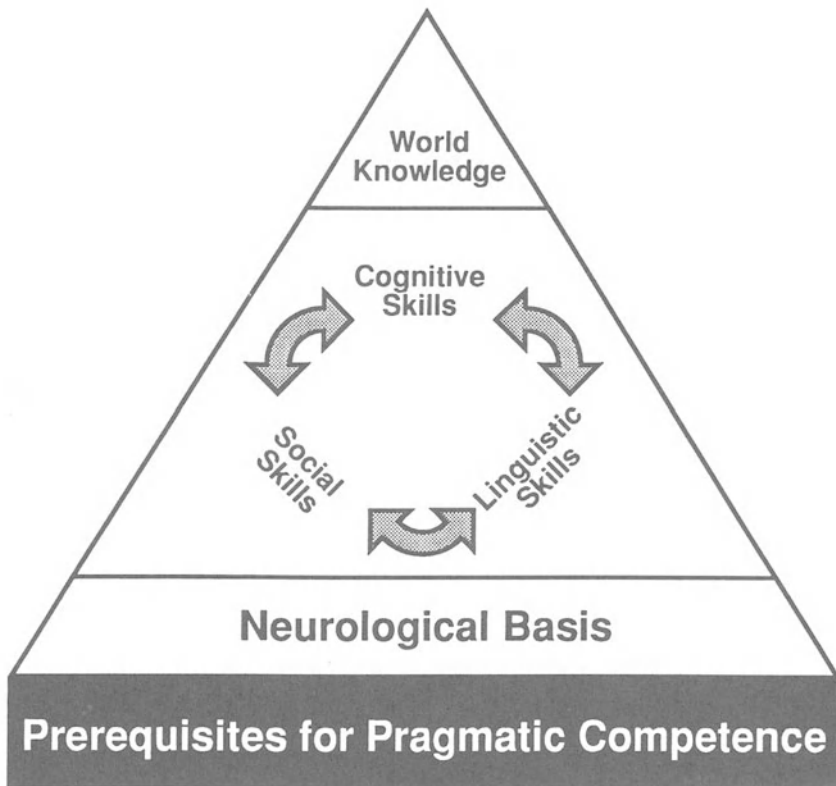 World
Knowledge
Cognitive
Skills
Social
Skills
Linguistic
Skills
Neurological Basis
Prerequisites for Pragmatic Competence